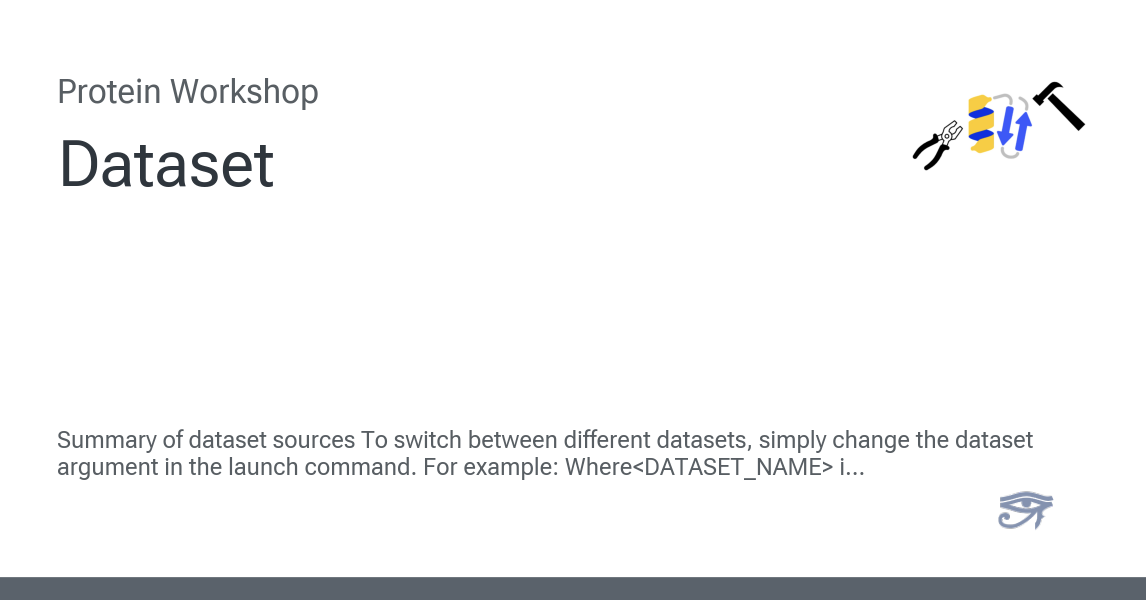 Protein Workshop
Dataset
Summary of dataset sources To switch between different datasets, simply change the dataset
argument in the launch command. For example: Where<DATASET_NAME> i...